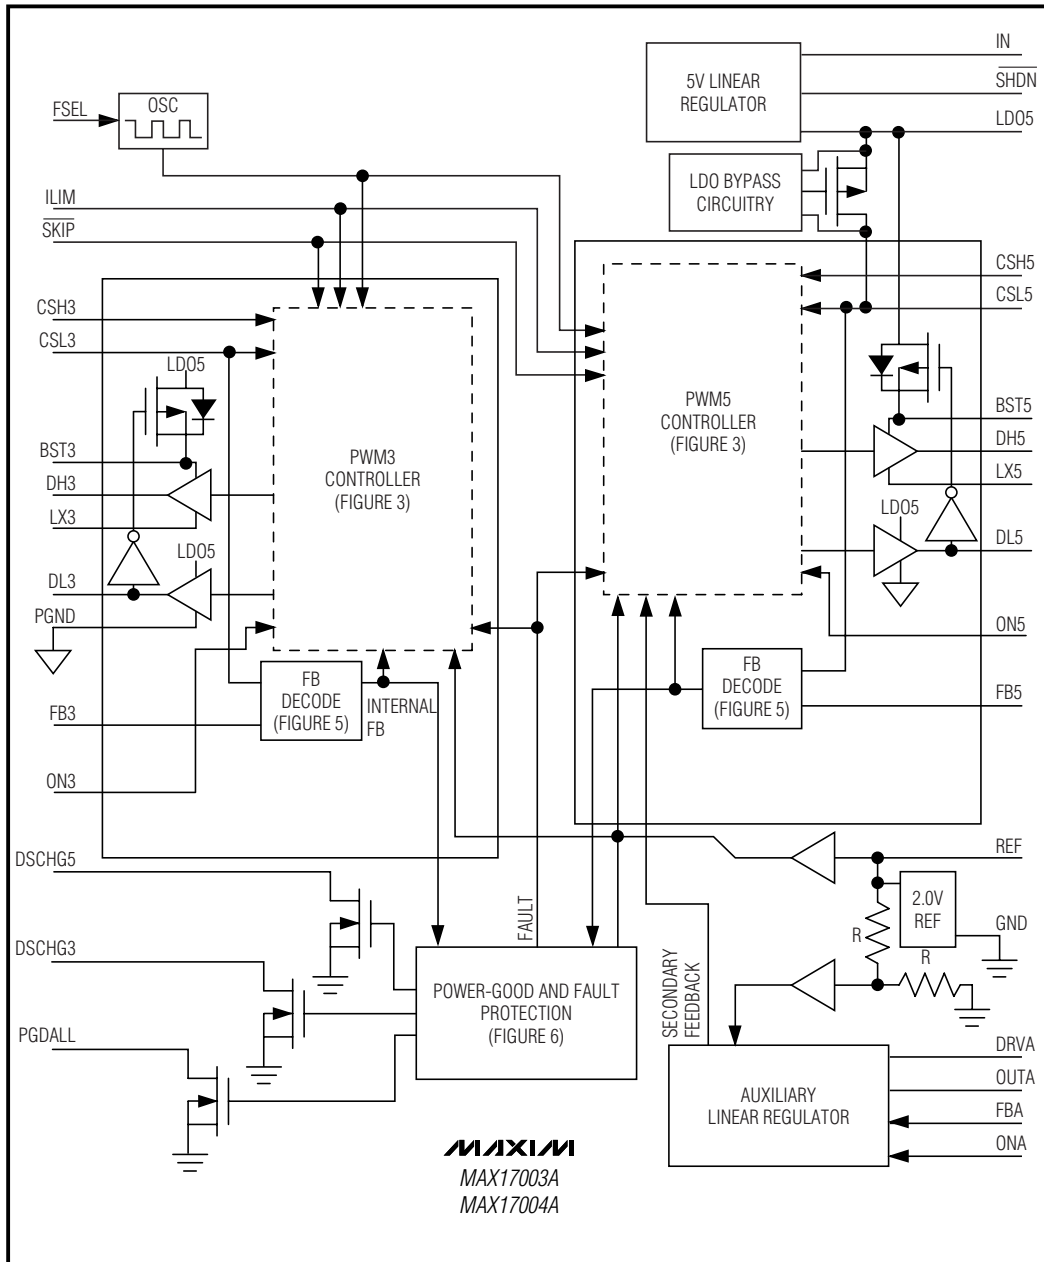 IN
5V LINEAR
REGULATOR
SHDN
LDO5
OSC
FSEL
LDO BYPASS
CIRCUITRY
ILIM
SKIP
CSH5
CSL5
CSH3
CSL3
LDO5
BST3
DH3
LX3
LDO5
DL3
PGND
PWM3
CONTROLLER
(FIGURE 3)
PWM5
CONTROLLER
(FIGURE 3)
BST5
DH5
LX5
LDO5
DL5
ON5
FB
DECODE
(FIGURE 5)
INTERNAL
FB
FB3
ON3
FB
DECODE
(FIGURE 5)
FB5
DSCHG5
REF
2.0V
REF
GND
R
R
DSCHG3
FAULT
POWER-GOOD AND FAULT
PROTECTION
(FIGURE 6)
SECONDARY
FEEDBACK
PGDALL
AUXILIARY
LINEAR REGULATOR
DRVA
OUTA
FBA
ONA
MAXIM
MAX17003A
MAX17004A